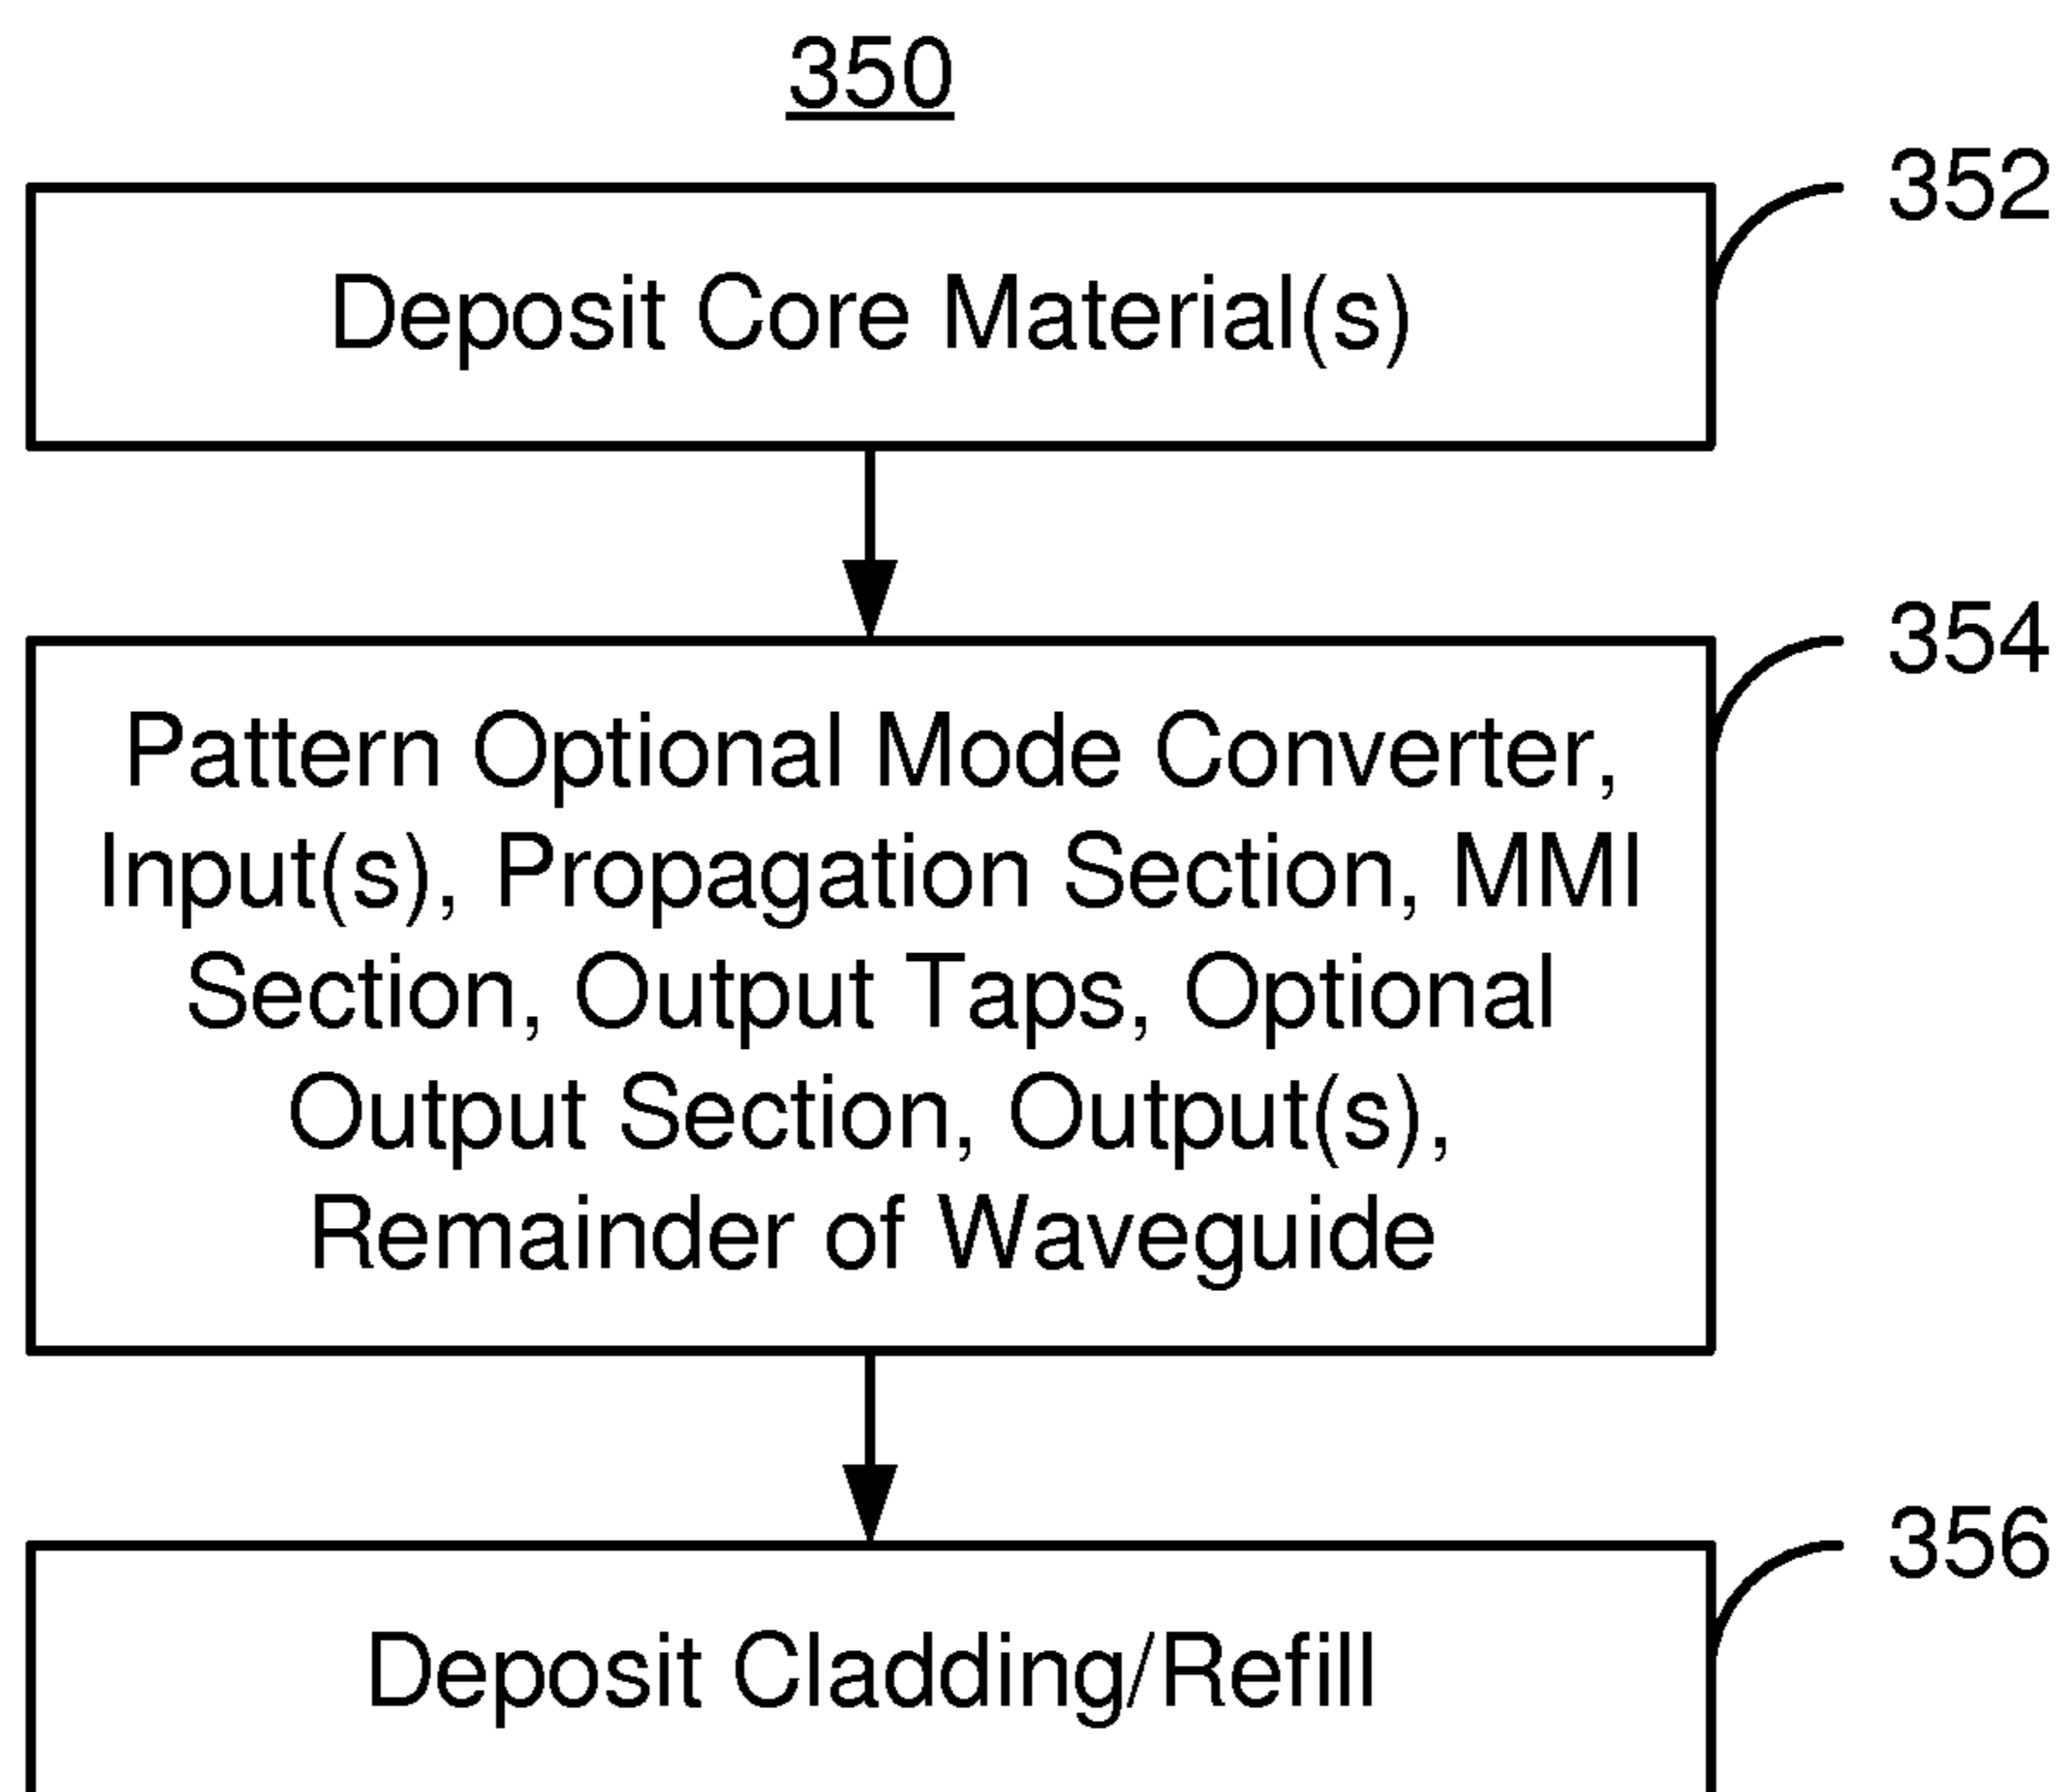 350
352
Deposit Core Material(s)
354
Pattern Optional Mode Converter,
Input(s), Propagation Section, MMI
Section, Output Taps, Optional
Output Section, Output(s),
Remainder of Waveguide
356
Deposit Cladding/Refill